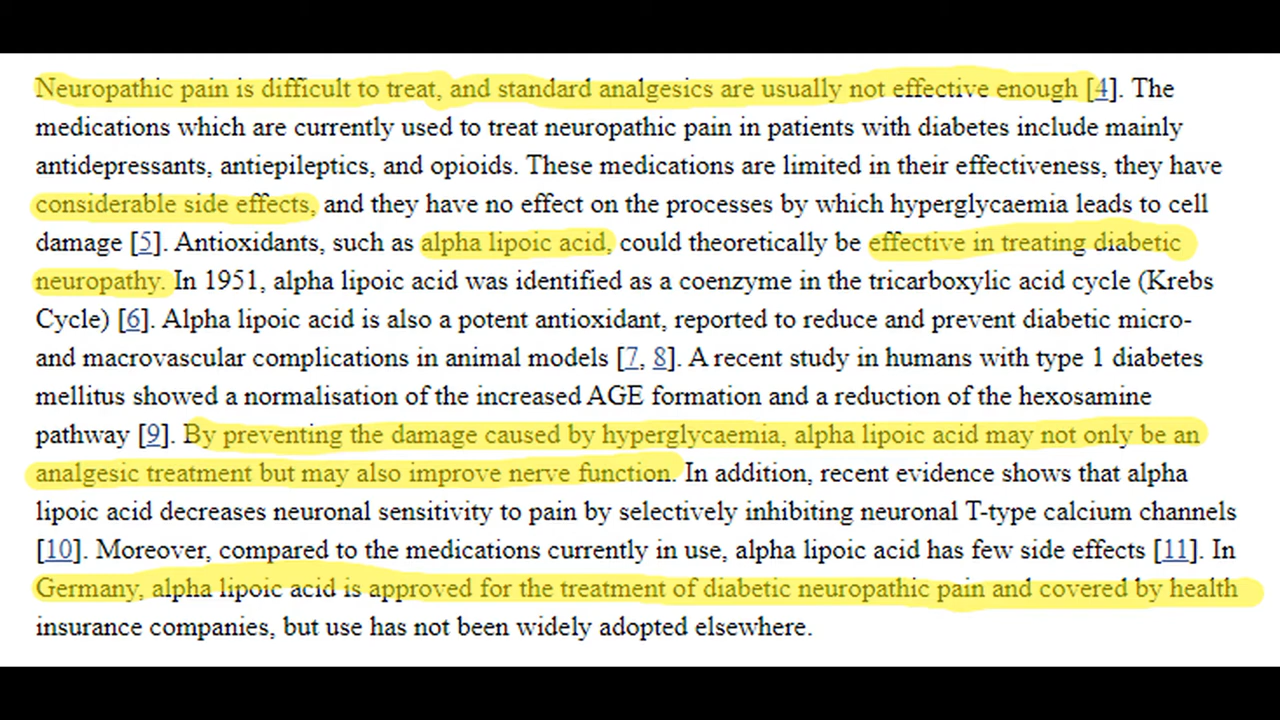 Neuropathic pain is difficult to treat, and standard analgesics are usually not effective enough [4]. The
medications which are currently used to treat neuropathic pain in patients with diabetes include mainly
antidepressants, antiepileptics, and opioids. These medications are limited in their effectiveness, they have
considerable side effects, and they have no effect on the processes by which hyperglycaemia leads to cell
damage [5]. Antioxidants, such as alpha lipoic acid, could theoretically be effective in treating diabetic
neuropathy. In 1951, alpha lipoic acid was identified as a coenzyme in the tricarboxylic acid cycle (Krebs
Cycle) [6]. Alpha lipoic acid is also a potent antioxidant, reported to reduce and prevent diabetic micro-
and macrovascular complications in animal models [7, 8]. A recent study in humans with type 1 diabetes
mellitus showed a normalisation of the increased AGE formation and a reduction of the hexosamine
pathway [9]. By preventing the damage caused by hyperglycaemia, alpha lipoic acid may not only be an
analgesic treatment but may also improve nerve function. In addition, recent evidence shows that alpha
lipoic acid decreases neuronal sensitivity to pain by selectively inhibiting neuronal T-type calcium channels
[10]. Moreover, compared to the medications currently in use, alpha lipoic acid has few side effects [11]. In
Germany, alpha lipoic acid is approved for the treatment of diabetic neuropathic pain and covered by health
insurance companies, but use has not been widely adopted elsewhere.